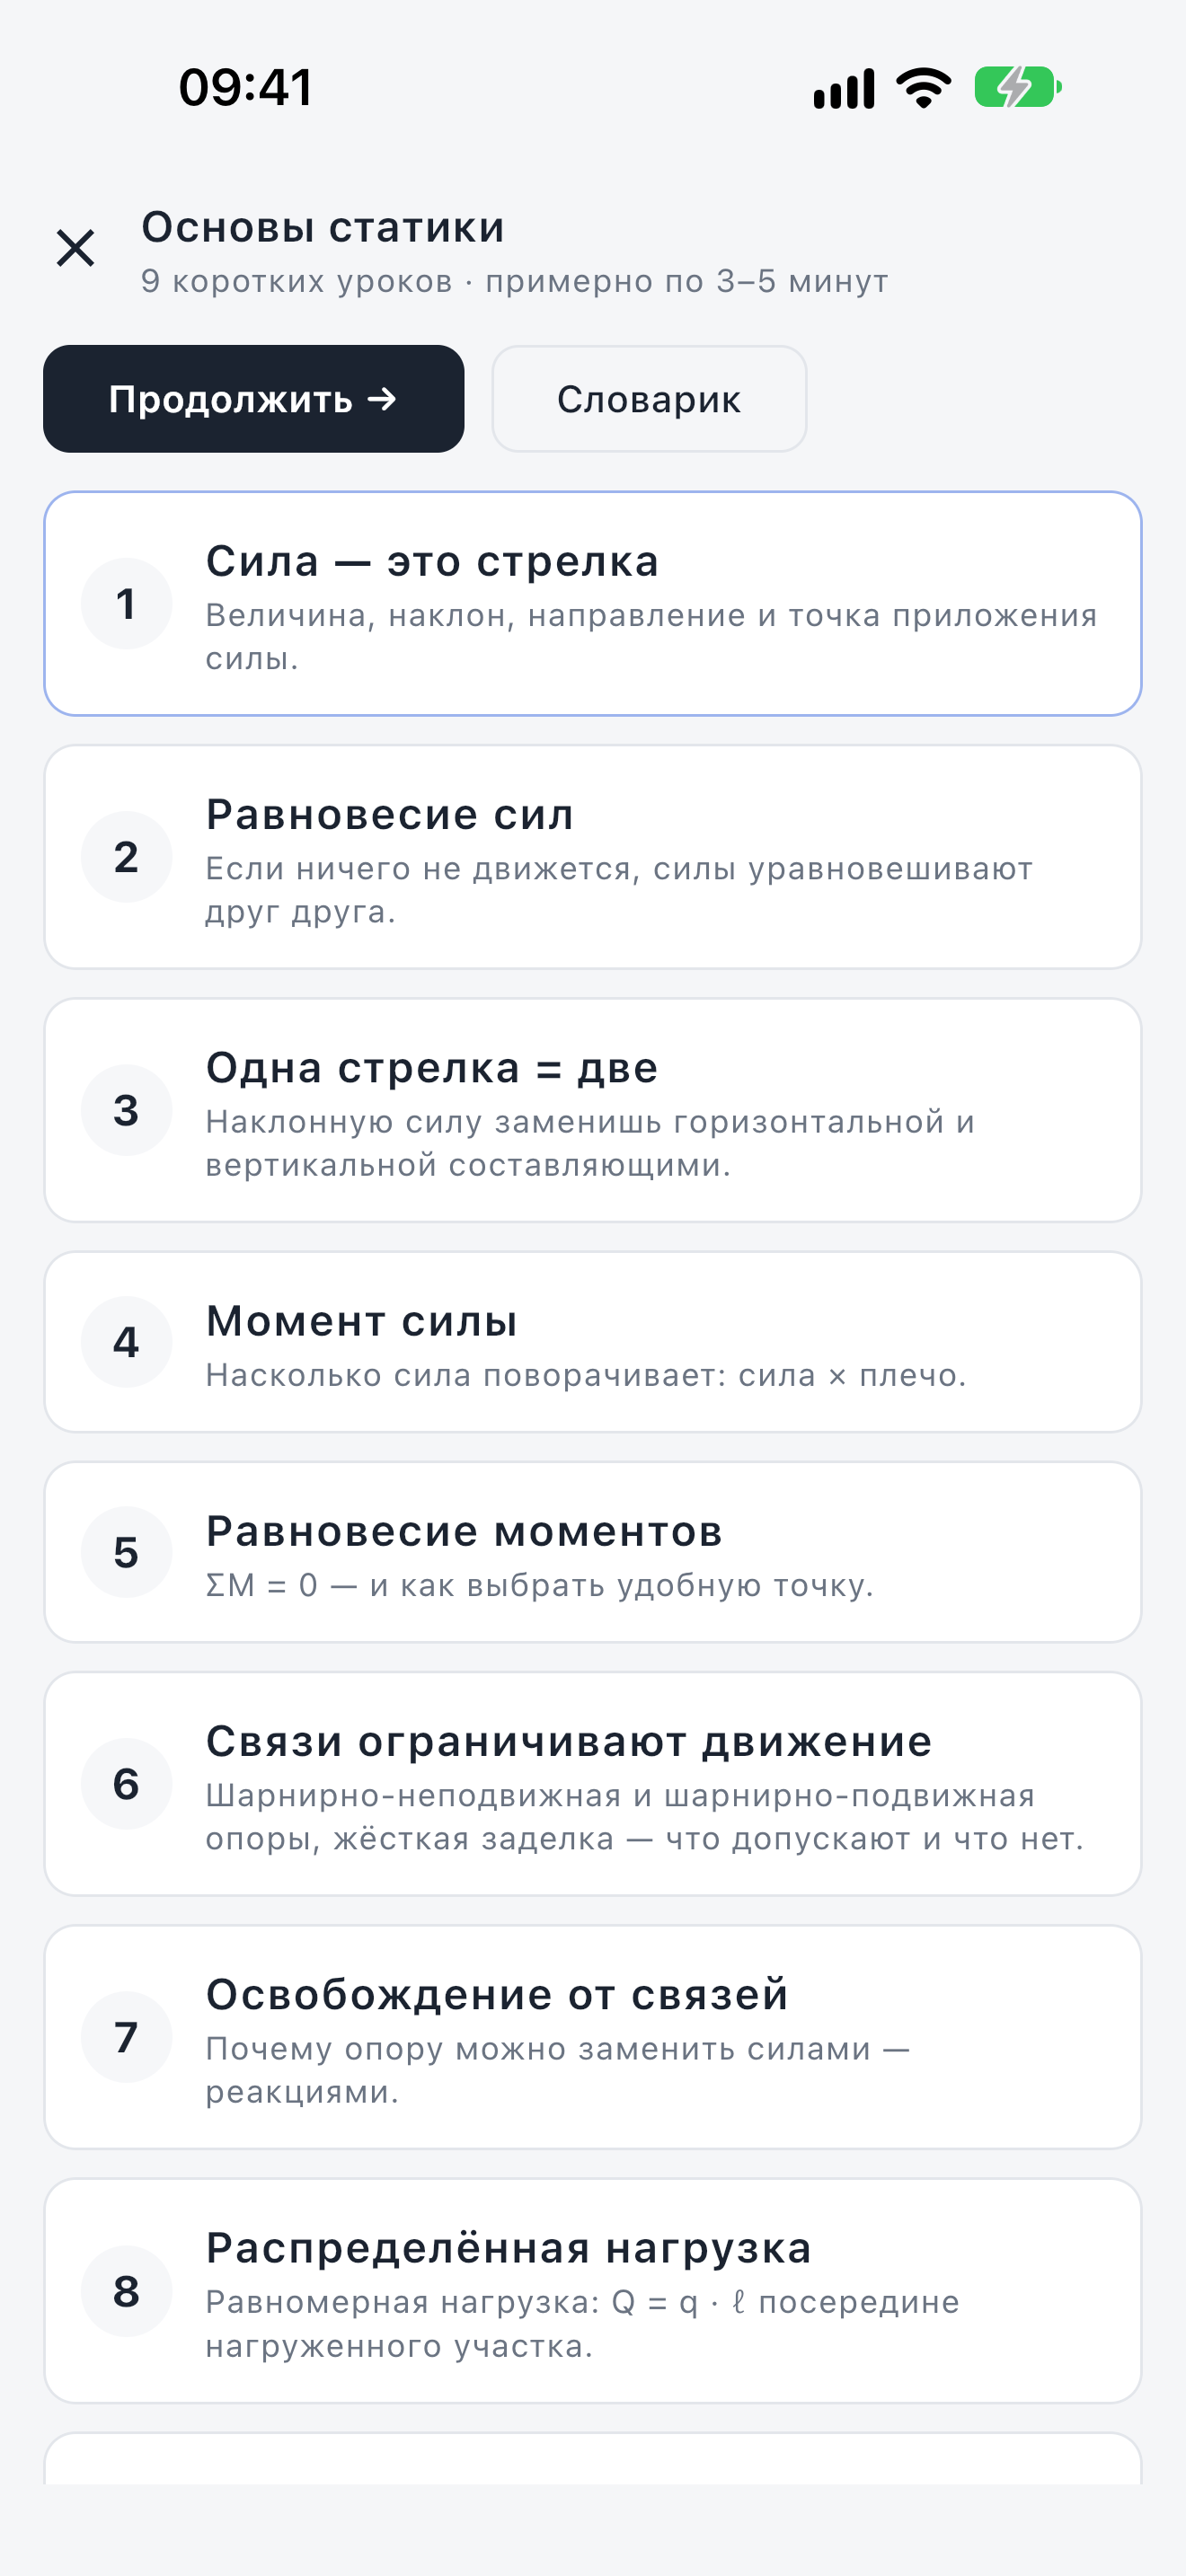 09:41
Основы статики
9 коротких уроков · примерно по 3–5 минут
Продолжить →
Словарик
1
Сила — это стрелка
Величина, наклон, направление и точка приложения
силы.
2
Равновесие сил
Если ничего не движется, силы уравновешивают
друг друга.
3
Одна стрелка = две
Наклонную силу заменишь горизонтальной и
вертикальной составляющими.
4
Момент силы
Насколько сила поворачивает: сила × плечо.
5
Равновесие моментов
ΣM = 0 — и как выбрать удобную точку.
6
Связи ограничивают движение
Шарнирно-неподвижная и шарнирно-подвижная
опоры, жёсткая заделка — что допускают и что нет.
7
Освобождение от связей
Почему опору можно заменить силами —
реакциями.
8
Распределённая нагрузка
Равномерная нагрузка: Q = q · ℓ посередине
нагруженного участка.